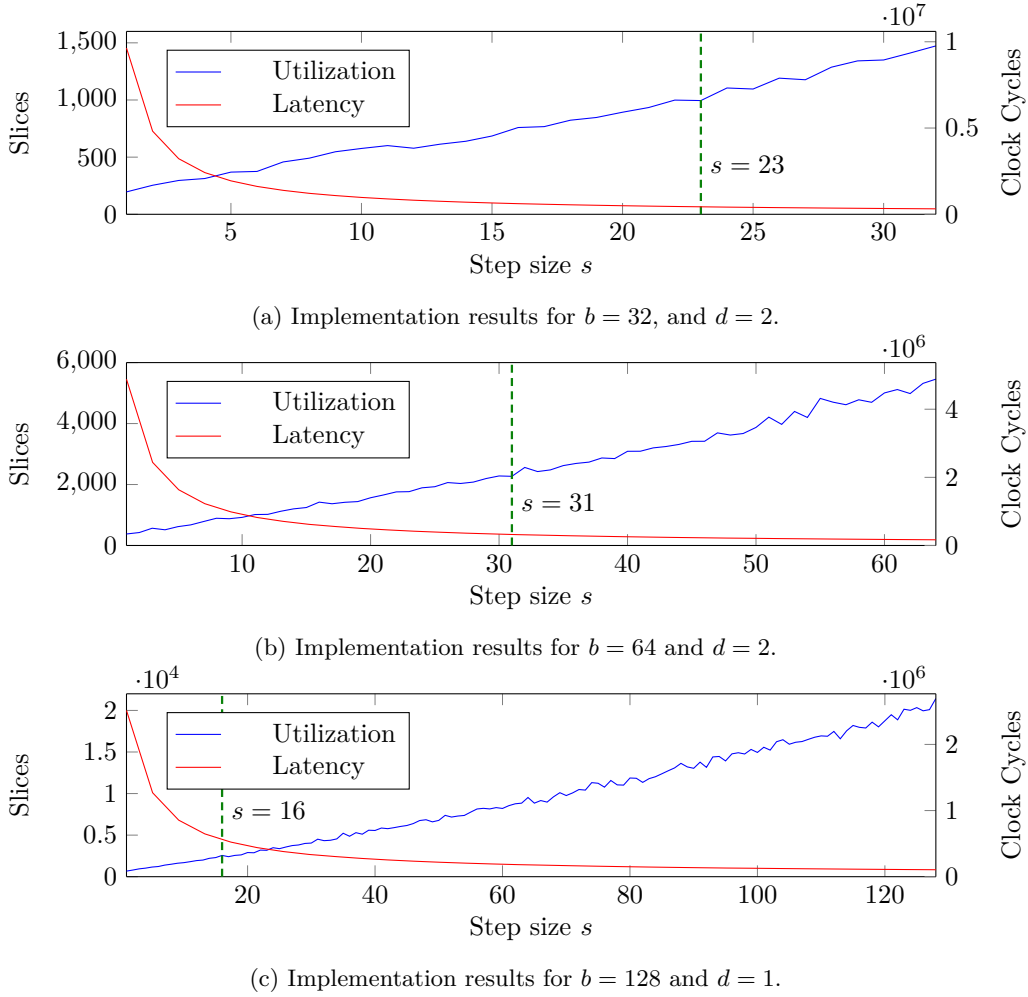 ·10^7
1,500
1,000
500
0
Slices
Utilization
Latency
s = 23
1
0.5
0
Clock Cycles
5 10 15 20 25 30
Step size s
(a) Implementation results for b = 32, and d = 2.
·10^6
6,000
4,000
2,000
0
Slices
Utilization
Latency
s = 31
4
2
0
Clock Cycles
10 20 30 40 50 60
Step size s
(b) Implementation results for b = 64 and d = 2.
·10^4 ·10^6
2
1.5
1
0.5
0
Slices
Utilization
Latency
s = 16
2
1
0
Clock Cycles
20 40 60 80 100 120
Step size s
(c) Implementation results for b = 128 and d = 1.